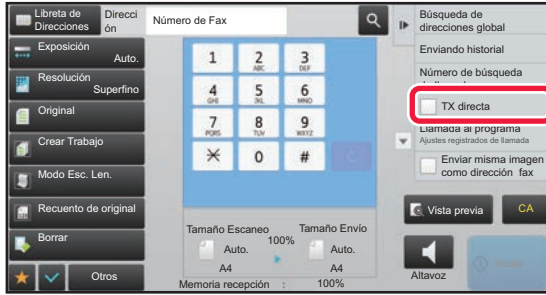 Libreta de
Direcciones
Direcci
ón
Número de Fax
Exposición
Auto.
Resolución
Superfino
Original
Crear Trabajo
Modo Esc. Len.
Recuento de original
Borrar
Otros
1
2
ABC
3
DEF
4
GHI
5
JKL
6
MNO
7
PQRS
8
TUV
9
WXYZ
0
#
C
Tamaño Escaneo
100%
Tamaño Envío
Auto.
Auto.
A4
A4
Memoria recepción : 100%
Búsqueda de
direcciones global
Enviando historial
Número de búsqueda
TX directa
Llamada al programa
Ajustes registrados de llamada
Enviar misma imagen
como dirección fax
Vista previa
CA
Altavoz